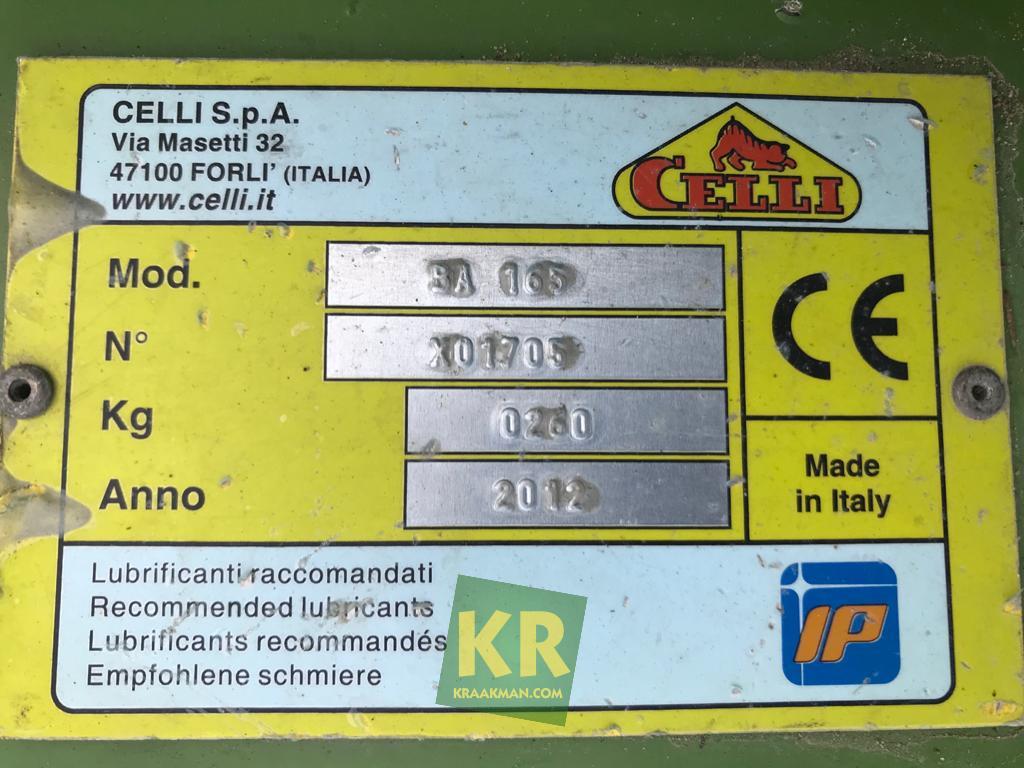 CELLI S.p.A.
Via Masetti 32
47100 FORLI' (ITALIA)
www.celli.it
CELLI
Mod. BA 165
N° X01705
Kg 0260
Anno 2012
CE
Made
in Italy
Lubrificanti raccomandati
Recommended lubricants
Lubrificants recommandés
Empfohlene schmiere
KR
KRAAKMAN.COM
IP